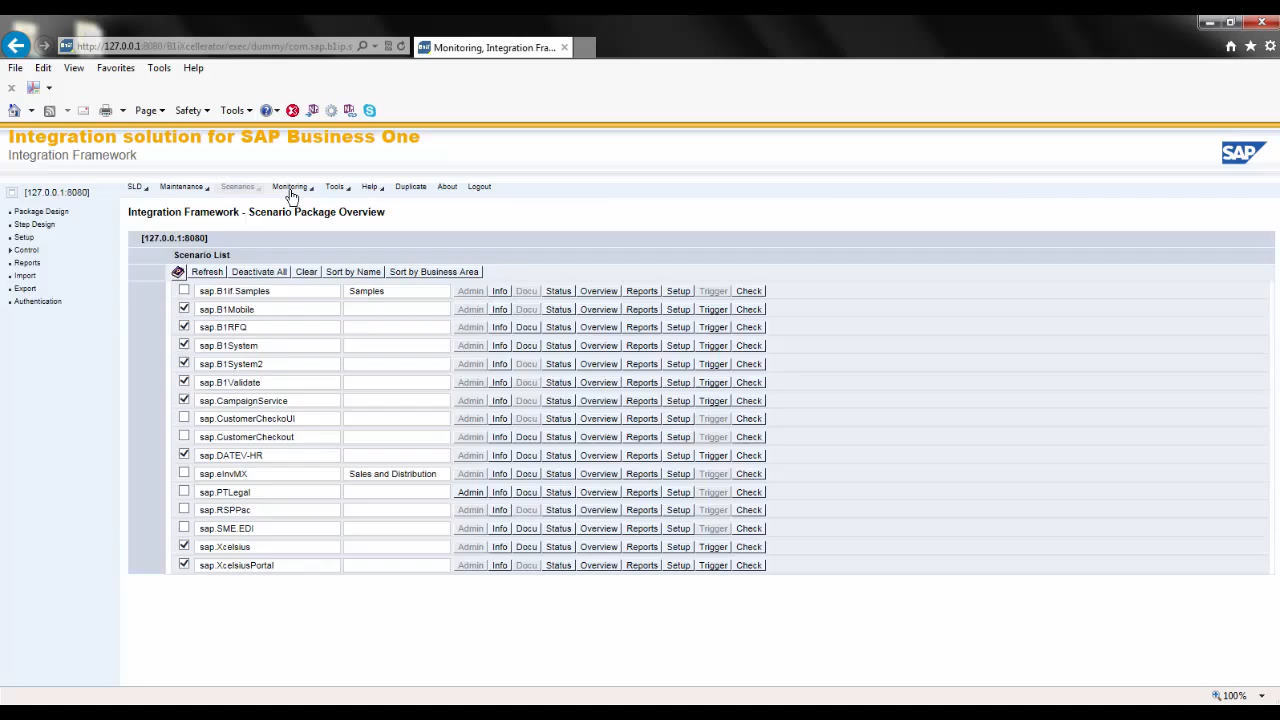 http://127.0.0.1:8080/B1iXcellerator/exec/dummy/com.sap.b1ip.s
Monitoring, Integration Fra...
File Edit View Favorites Tools Help
Page Safety Tools
Integration solution for SAP Business One
Integration Framework
SAP
[127.0.0.1:8080]
SLD Maintenance Scenarios Monitoring Tools Help Duplicate About Logout
Package Design
Step Design
Setup
Control
Reports
Import
Export
Authentication
Integration Framework - Scenario Package Overview
[127.0.0.1:8080]
Scenario List
Refresh Deactivate All Clear Sort by Name Sort by Business Area
sap.B1if.Samples Samples Admin Info Docu Status Overview Reports Setup Trigger Check
sap.B1Mobile Admin Info Docu Status Overview Reports Setup Trigger Check
sap.B1RFQ Admin Info Docu Status Overview Reports Setup Trigger Check
sap.B1System Admin Info Docu Status Overview Reports Setup Trigger Check
sap.B1System2 Admin Info Docu Status Overview Reports Setup Trigger Check
sap.B1Validate Admin Info Docu Status Overview Reports Setup Trigger Check
sap.CampaignService Admin Info Docu Status Overview Reports Setup Trigger Check
sap.CustomerCheckoUI Admin Info Docu Status Overview Reports Setup Trigger Check
sap.CustomerCheckout Admin Info Docu Status Overview Reports Setup Trigger Check
sap.DATEV-HR Admin Info Docu Status Overview Reports Setup Trigger Check
sap.eInvMX Sales and Distribution Admin Info Docu Status Overview Reports Setup Trigger Check
sap.PTLegal Admin Info Docu Status Overview Reports Setup Trigger Check
sap.RSPPac Admin Info Docu Status Overview Reports Setup Trigger Check
sap.SME.EDI Admin Info Docu Status Overview Reports Setup Trigger Check
sap.Xcelsius Admin Info Docu Status Overview Reports Setup Trigger Check
sap.XcelsiusPortal Admin Info Docu Status Overview Reports Setup Trigger Check
100%